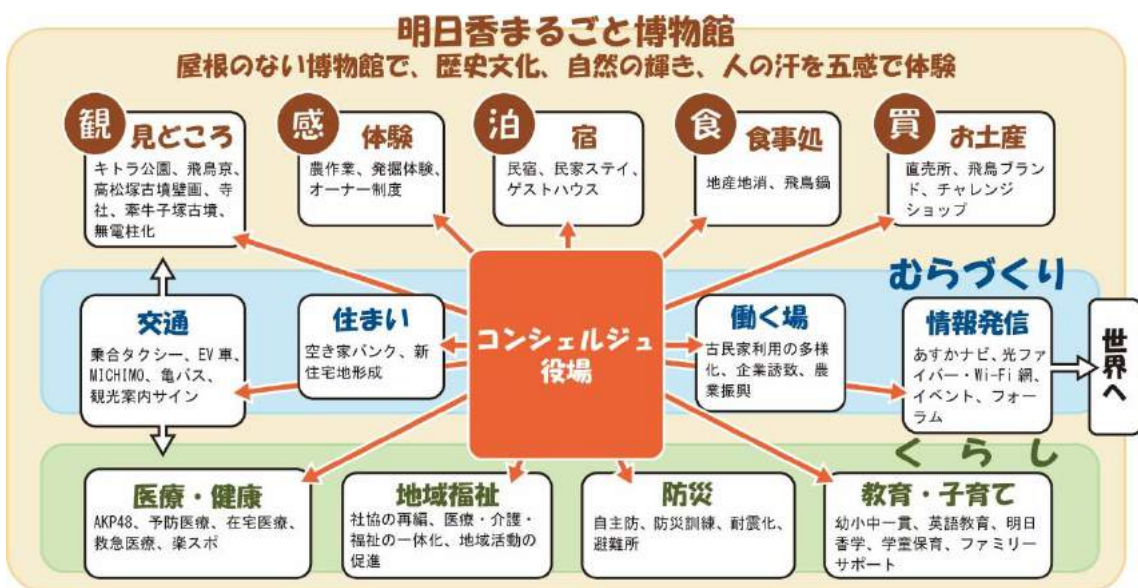 明日香まるごと博物館
屋根のない博物館で、歴史文化、自然の輝き、人の汗を五感で体験
観
見どころ
キトラ公園、飛鳥京、
高松塚古墳壁画、寺
社、牽牛子塚古墳、
無電柱化
感
体験
農作業、発掘体験、
オーナー制度
泊
宿
民宿、民家ステイ、
ゲストハウス
食
食事処
地産地消、飛鳥鍋
買
お土産
直売所、飛鳥ブラン
ド、チャレンジ
ショップ
むらづくり
交通
乗合タクシー、EV車、
MICHIMO、亀バス、
観光案内サイン
住まい
空き家バンク、新
住宅地形成
コンシェルジュ
役場
働く場
古民家利用の多様
化、企業誘致、農
業振興
情報発信
あすかナビ、光ファ
イバー・Wi-Fi網、
イベント、フォー
ラム
世界へ
くらし
医療・健康
AKP48、予防医療、在宅医療、
救急医療、楽スポ
地域福祉
社協の再編、医療・介護・
福祉の一体化、地域活動の
促進
防災
自主防、防災訓練、耐震化、
避難所
教育・子育て
幼小中一貫、英語教育、明日
香学、学童保育、ファミリー
サポート